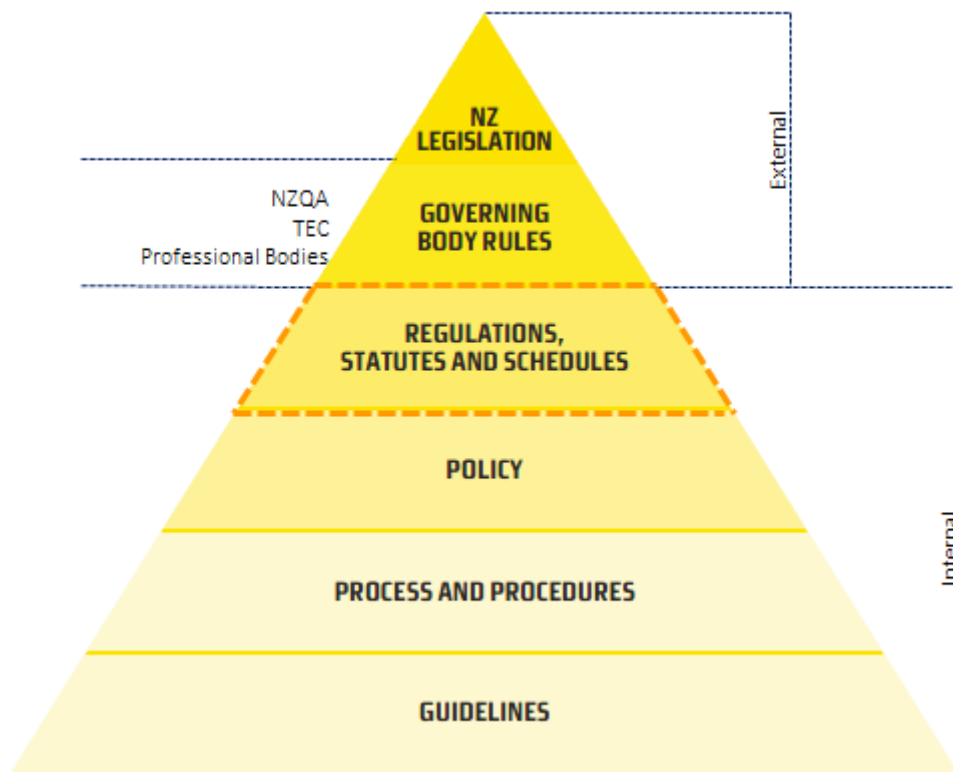 NZ
LEGISLATION
External
NZQA
TEC
Professional Bodies
GOVERNING
BODY RULES
REGULATIONS,
STATUTES AND SCHEDULES
POLICY
Internal
PROCESS AND PROCEDURES
GUIDELINES